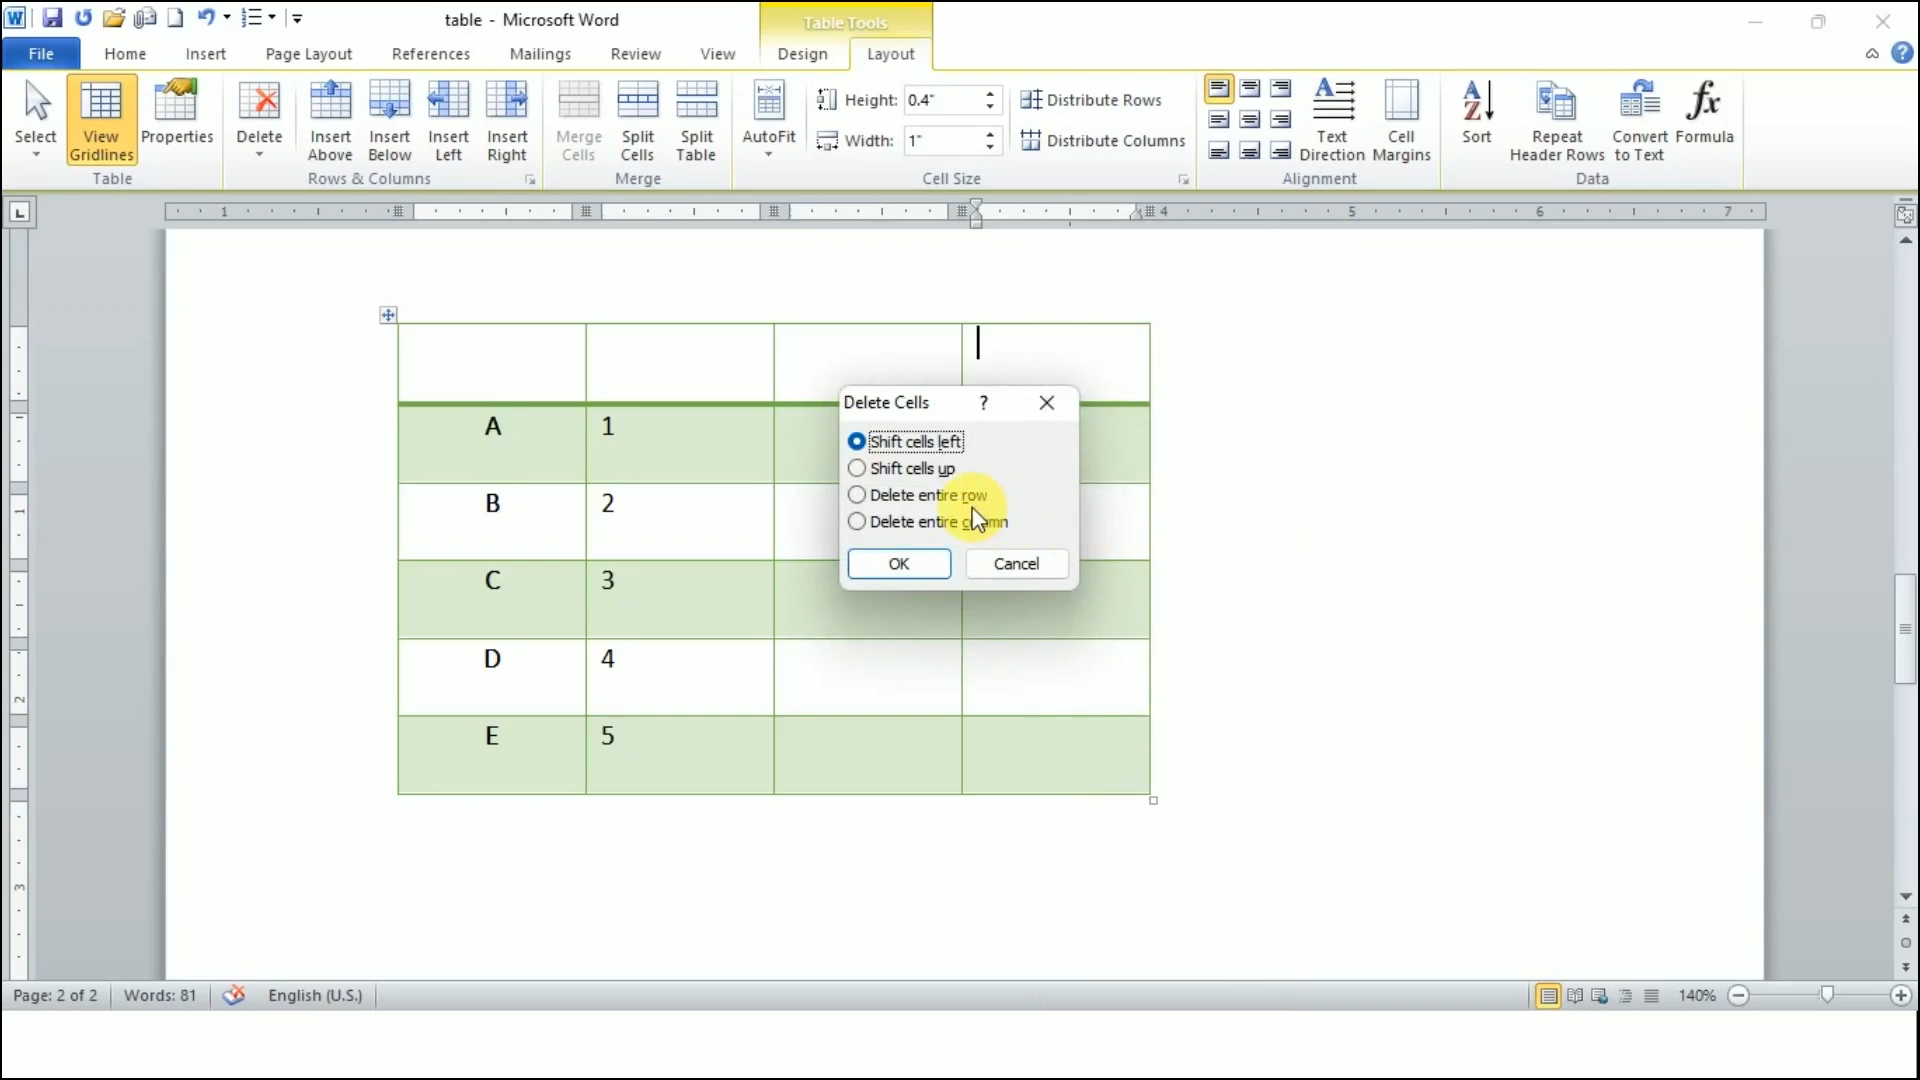 table - Microsoft Word
Table Tools
File Home Insert Page Layout References Mailings Review View Design Layout
Select
View Gridlines
Properties
Delete
Insert Above
Insert Below
Insert Left
Insert Right
Merge Cells
Split Cells
Split Table
AutoFit
Height: 0.4"
Width: 1"
Distribute Rows
Distribute Columns
Text Direction
Cell Margins
Sort
Repeat Header Rows
Convert to Text
Formula
Table Rows & Columns Merge Cell Size Alignment Data
1 4 5 6 7
Delete Cells ?
Shift cells left
Shift cells up
Delete entire row
Delete entire column
OK Cancel
A 1
B 2
C 3
D 4
E 5
1
2
3
Page: 2 of 2 Words: 81 English (U.S.) 140%